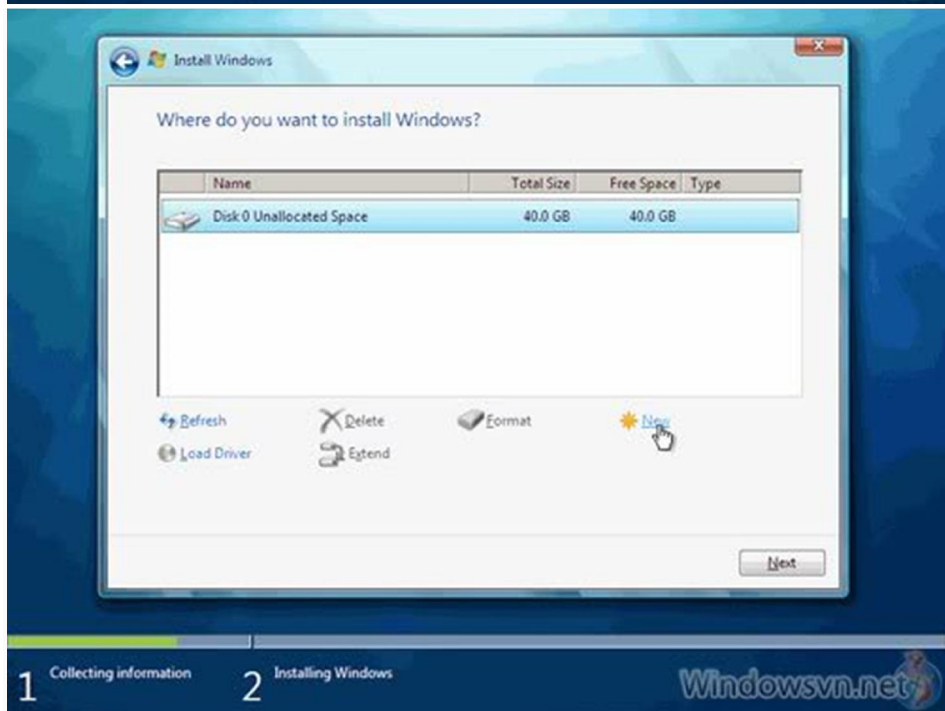 Install Windows
Where do you want to install Windows?
Name Total Size Free Space Type
Disk 0 Unallocated Space 40.0 GB 40.0 GB
Refresh Delete Format New
Load Driver Extend
Next
1 Collecting information 2 Installing Windows
Windowsvn.net